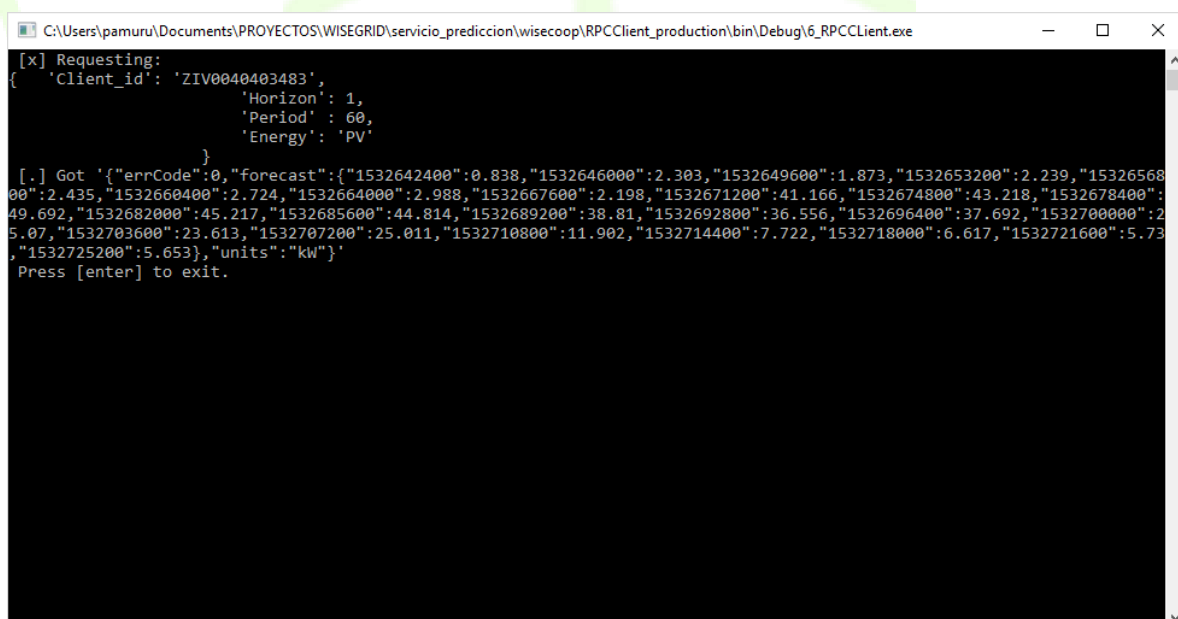 C:\Users\pamuru\Documents\PROYECTOS\WISEGRID\servicio_prediccion\wisecoop\RPCClient_production\bin\Debug\6_RPCCLient.exe
[x] Requesting:
{   'Client_id': 'ZIV0040403483',
                        'Horizon': 1,
                        'Period' : 60,
                        'Energy': 'PV'
                    }
[.] Got '{"errCode":0,"forecast":{"1532642400":0.838,"1532646000":2.303,"1532649600":1.873,"1532653200":2.239,"15326568
00":2.435,"1532660400":2.724,"1532664000":2.988,"1532667600":2.198,"1532671200":41.166,"1532674800":43.218,"1532678400":
49.692,"1532682000":45.217,"1532685600":44.814,"1532689200":38.81,"1532692800":36.556,"1532696400":37.692,"1532700000":2
5.07,"1532703600":23.613,"1532707200":25.011,"1532710800":11.902,"1532714400":7.722,"1532718000":6.617,"1532721600":5.73
,"1532725200":5.653},"units":"kW"}'
Press [enter] to exit.